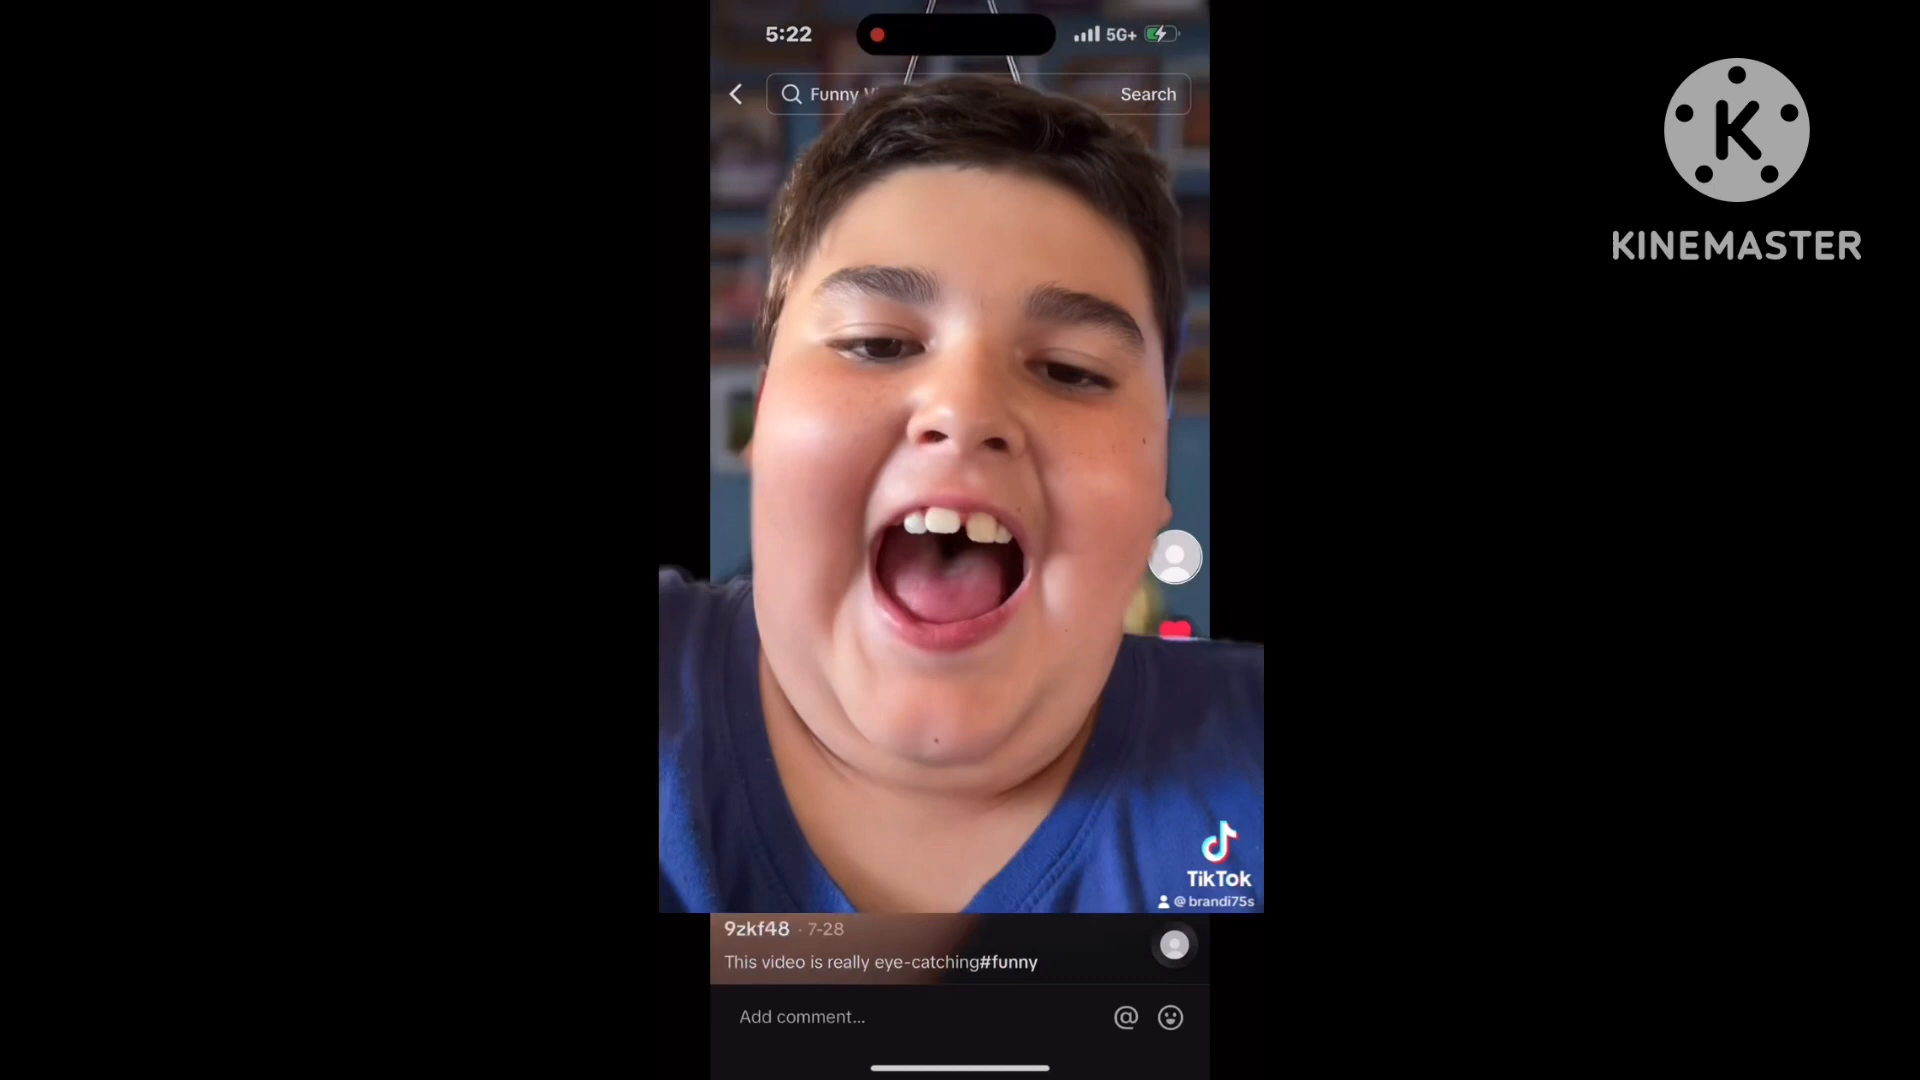 5:22
5G+
Funny
Search
K
KINEMASTER
TikTok
@brandi75s
9zkf48 · 7-28
This video is really eye-catching#funny
Add comment...
@